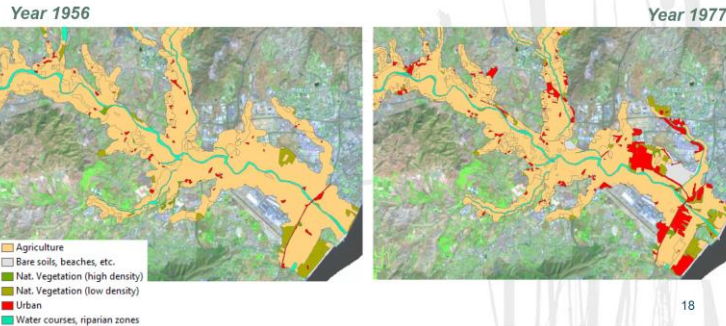 Year 1956
Year 1977
Agriculture
Bare soils, beaches, etc.
Nat. Vegetation (high density)
Nat. Vegetation (low density)
Urban
Water courses, riparian zones
18